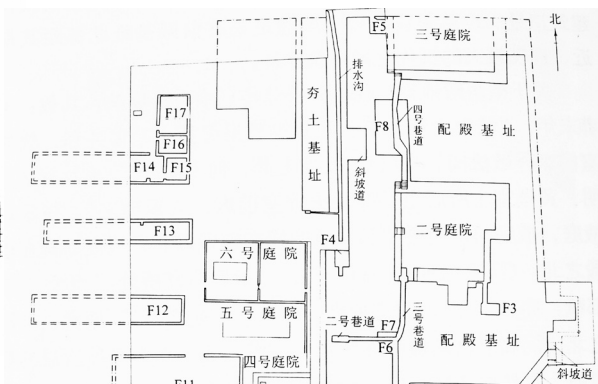 北
F5
三号庭院
排水沟
F17
夯土基址
F8
四号巷道
配殿基址
F16
F14
F15
斜坡道
F13
F4
二号庭院
六号庭院
F12
五号庭院
二号巷道
F7
三号巷道
F3
配殿基址
F6
四号庭院
斜坡道
F11